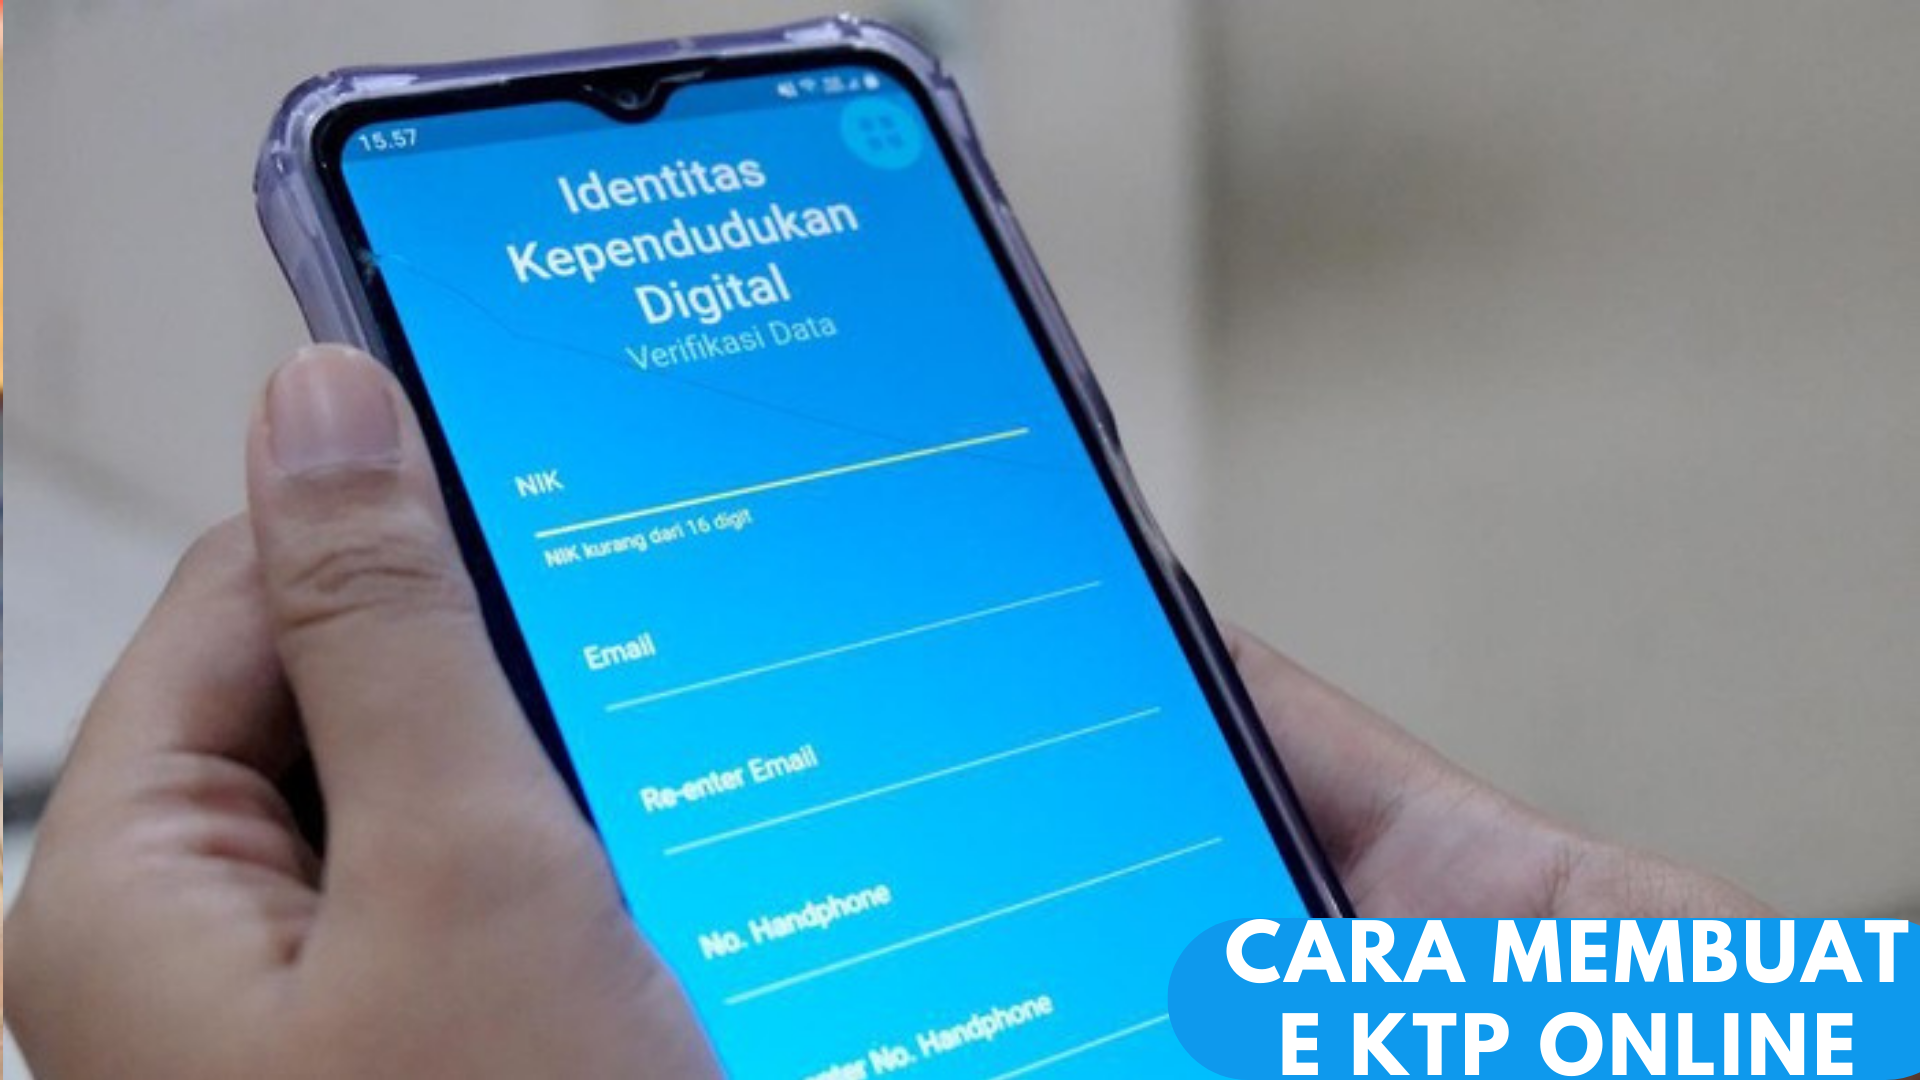 15.57
Identitas
Kependudukan
Digital
Verifikasi Data
NIK
NIK kurang dari 16 digit
Email
Re-enter Email
No. Handphone
No. Handphone
CARA MEMBUAT
E KTP ONLINE